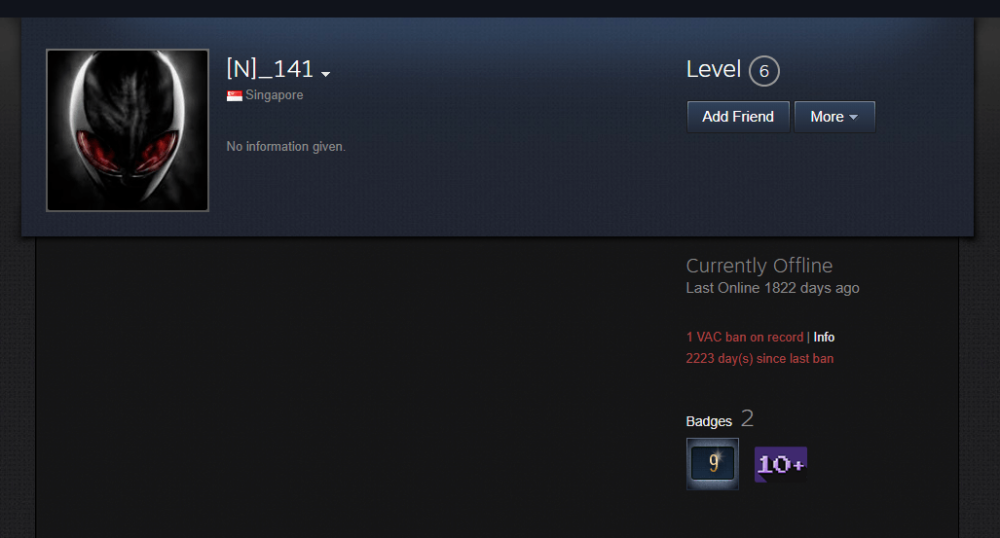 [N]_141
Level 6
Singapore
Add Friend
More
No information given.
Currently Offline
Last Online 1822 days ago
1 VAC ban on record | Info
2223 day(s) since last ban
Badges 2
9
10+